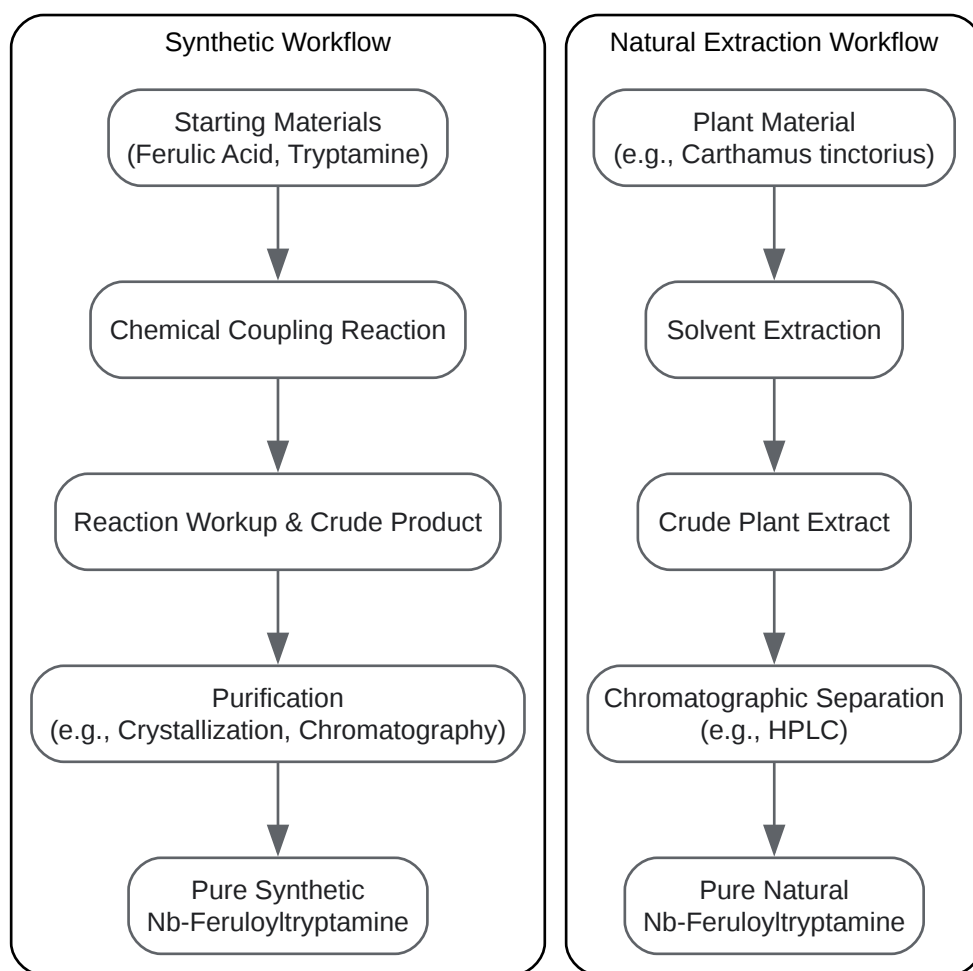 Synthetic Workflow
Starting Materials
(Ferulic Acid, Tryptamine)
Chemical Coupling Reaction
Reaction Workup & Crude Product
Purification
(e.g., Crystallization, Chromatography)
Pure Synthetic
Nb-Feruloyltryptamine
Natural Extraction Workflow
Plant Material
(e.g., Carthamus tinctorius)
Solvent Extraction
Crude Plant Extract
Chromatographic Separation
(e.g., HPLC)
Pure Natural
Nb-Feruloyltryptamine